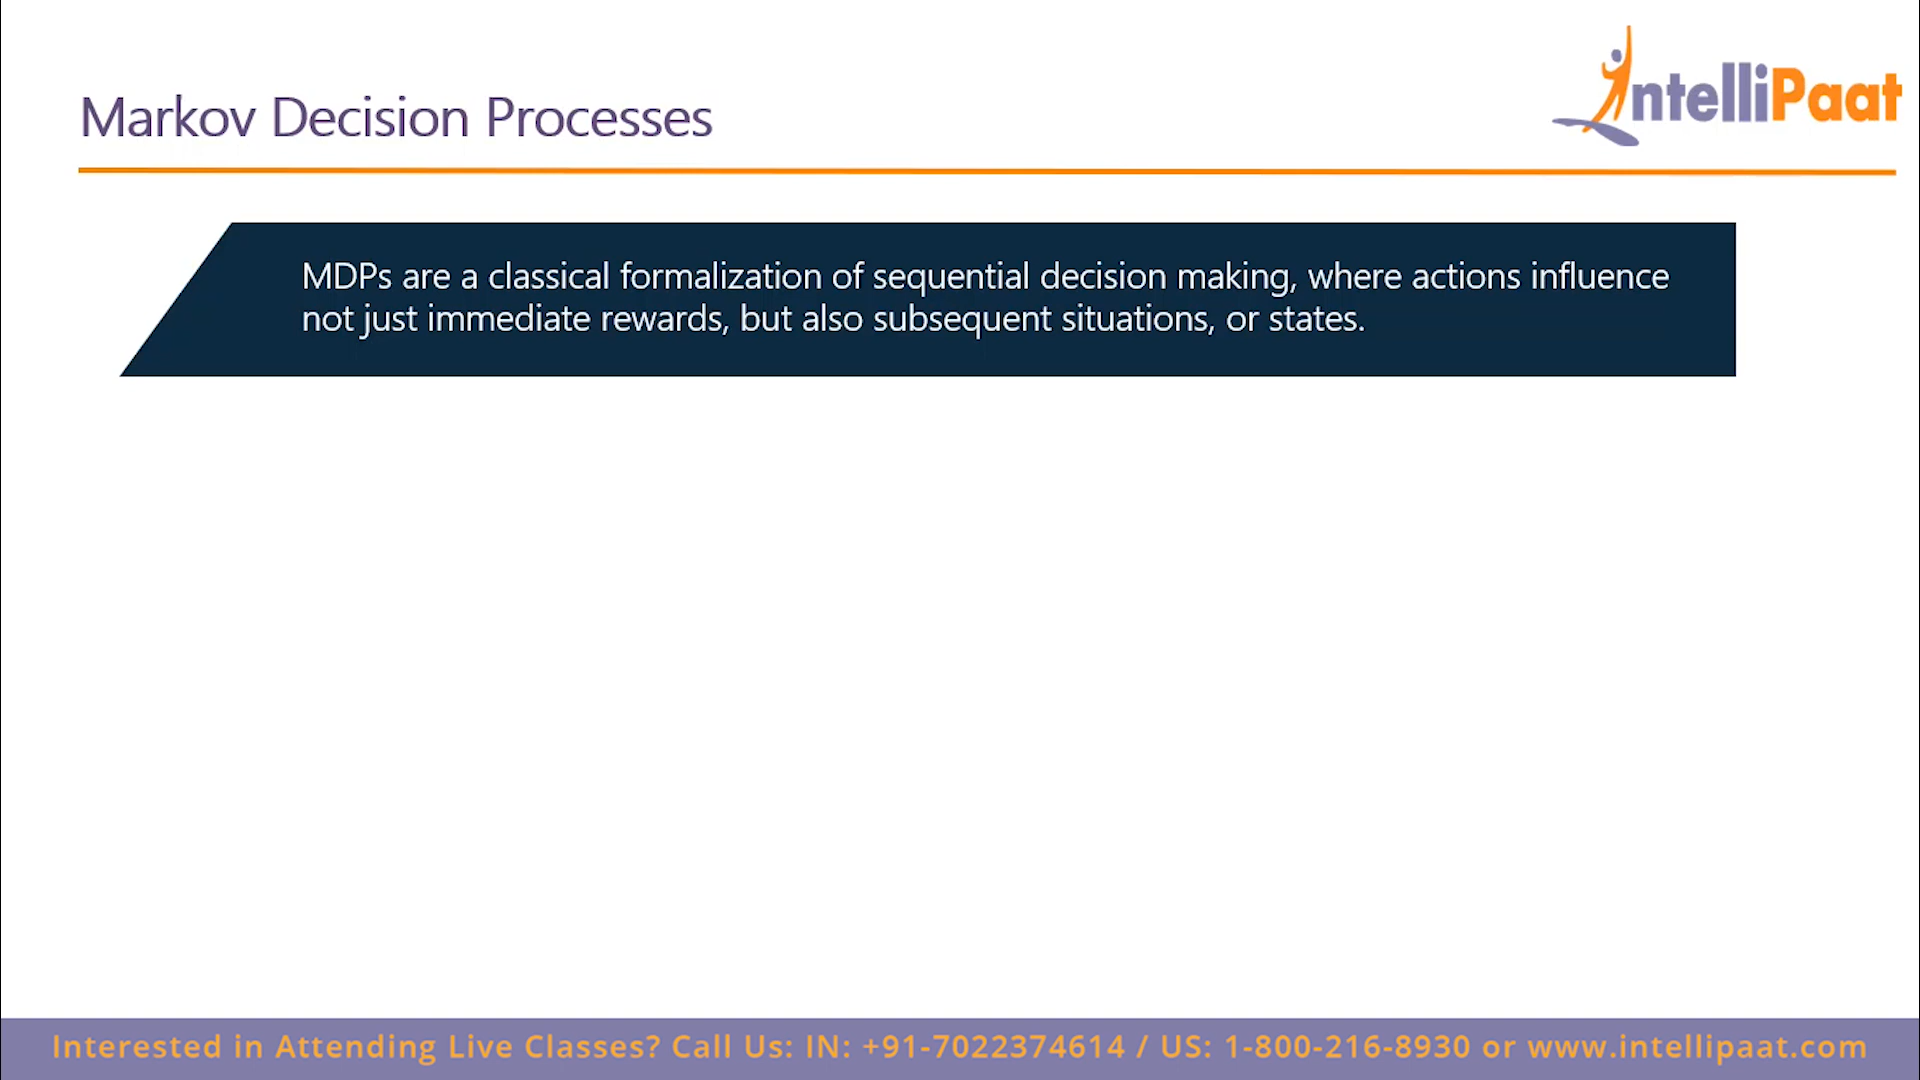 IntelliPaat
Markov Decision Processes
MDPs are a classical formalization of sequential decision making, where actions influence
not just immediate rewards, but also subsequent situations, or states.
Interested in Attending Live Classes? Call Us: IN: +91-7022374614 / US: 1-800-216-8930 or www.intellipaat.com